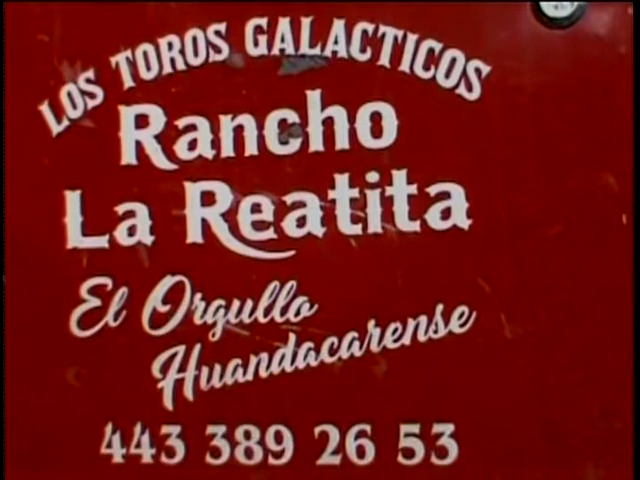 LOS TOROS GALACTICOS
Rancho
La Reatita
El Orgullo
Huandacarense
443 389 26 53